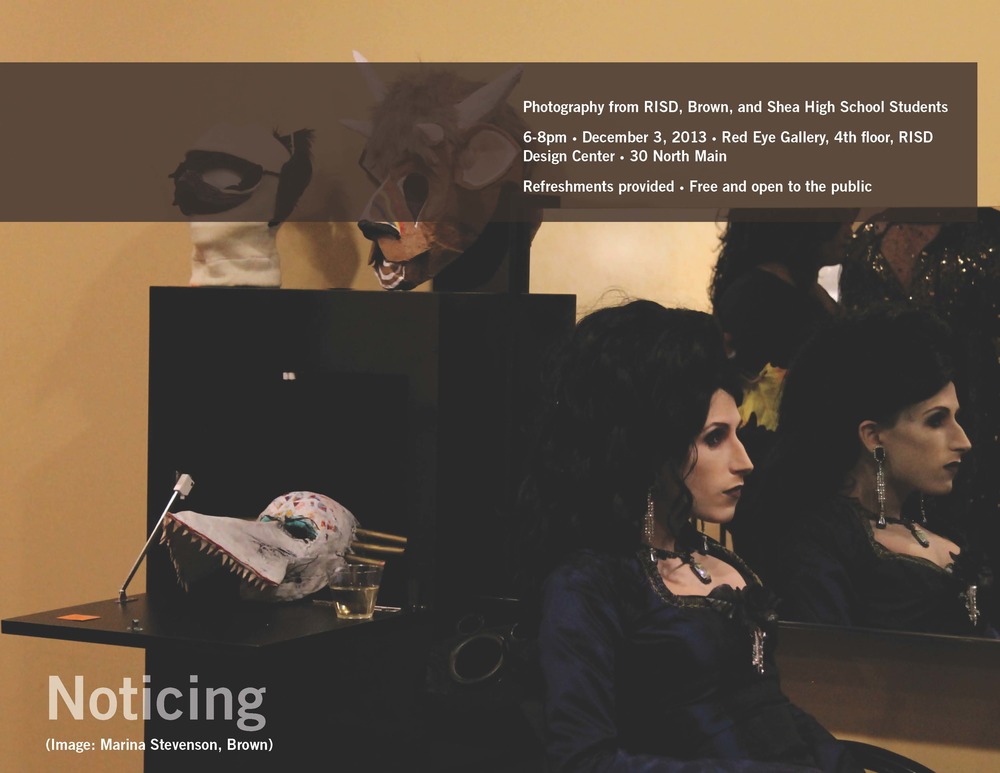 Photography from RISD, Brown, and Shea High School Students
6-8pm • December 3, 2013 • Red Eye Gallery, 4th floor, RISD
Design Center • 30 North Main
Refreshments provided • Free and open to the public
Noticing
(Image: Marina Stevenson, Brown)